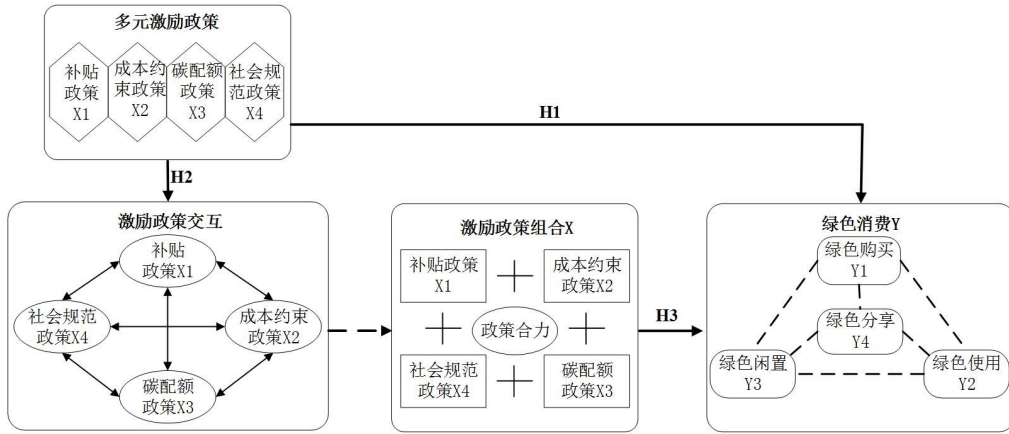 多元激励政策
补贴
政策
X1
成本约
束政策
X2
碳配额
政策
X3
社会规
范政策
X4
H1
H2
激励政策交互
补贴
政策X1
社会规范
政策X4
成本约束
政策X2
碳配额
政策X3
激励政策组合X
补贴政策
X1
成本约束
政策X2
政策合力
社会规范
政策X4
碳配额
政策X3
H3
绿色消费Y
绿色购买
Y1
绿色分享
Y4
绿色闲置
Y3
绿色使用
Y2